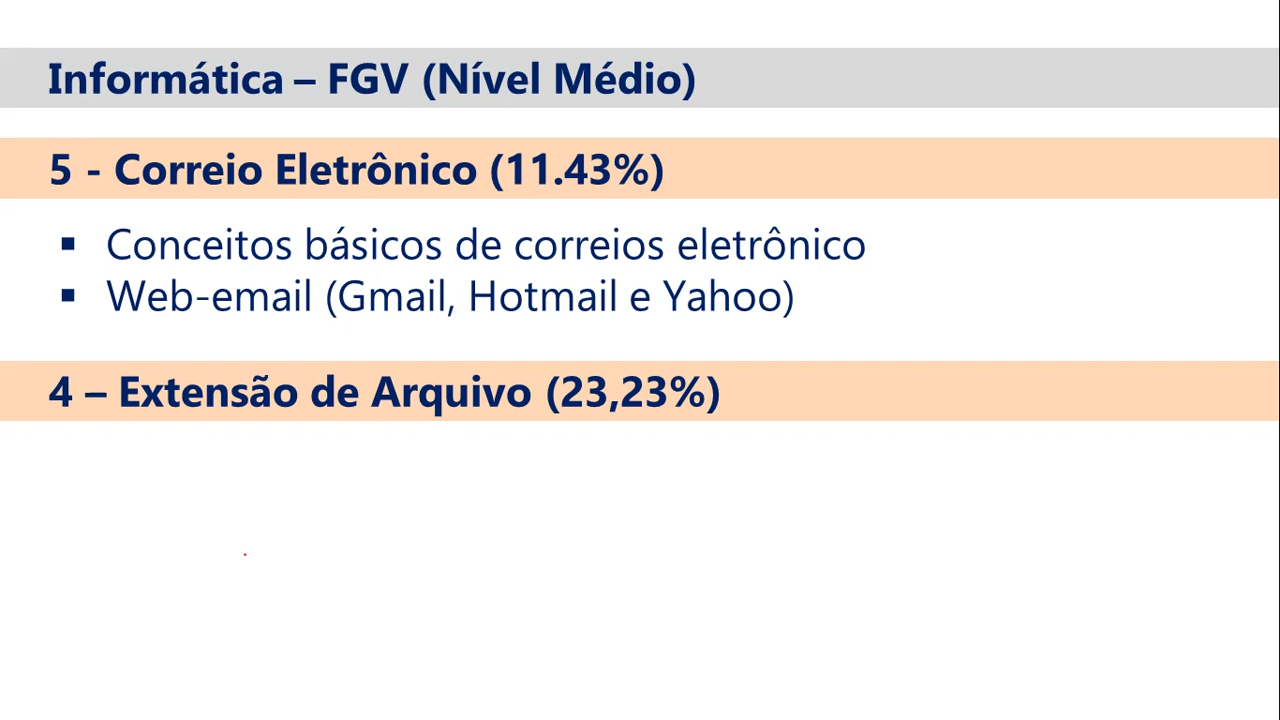 Informática – FGV (Nível Médio)
5 - Correio Eletrônico (11.43%)
▪ Conceitos básicos de correios eletrônico
▪ Web-email (Gmail, Hotmail e Yahoo)
4 – Extensão de Arquivo (23,23%)